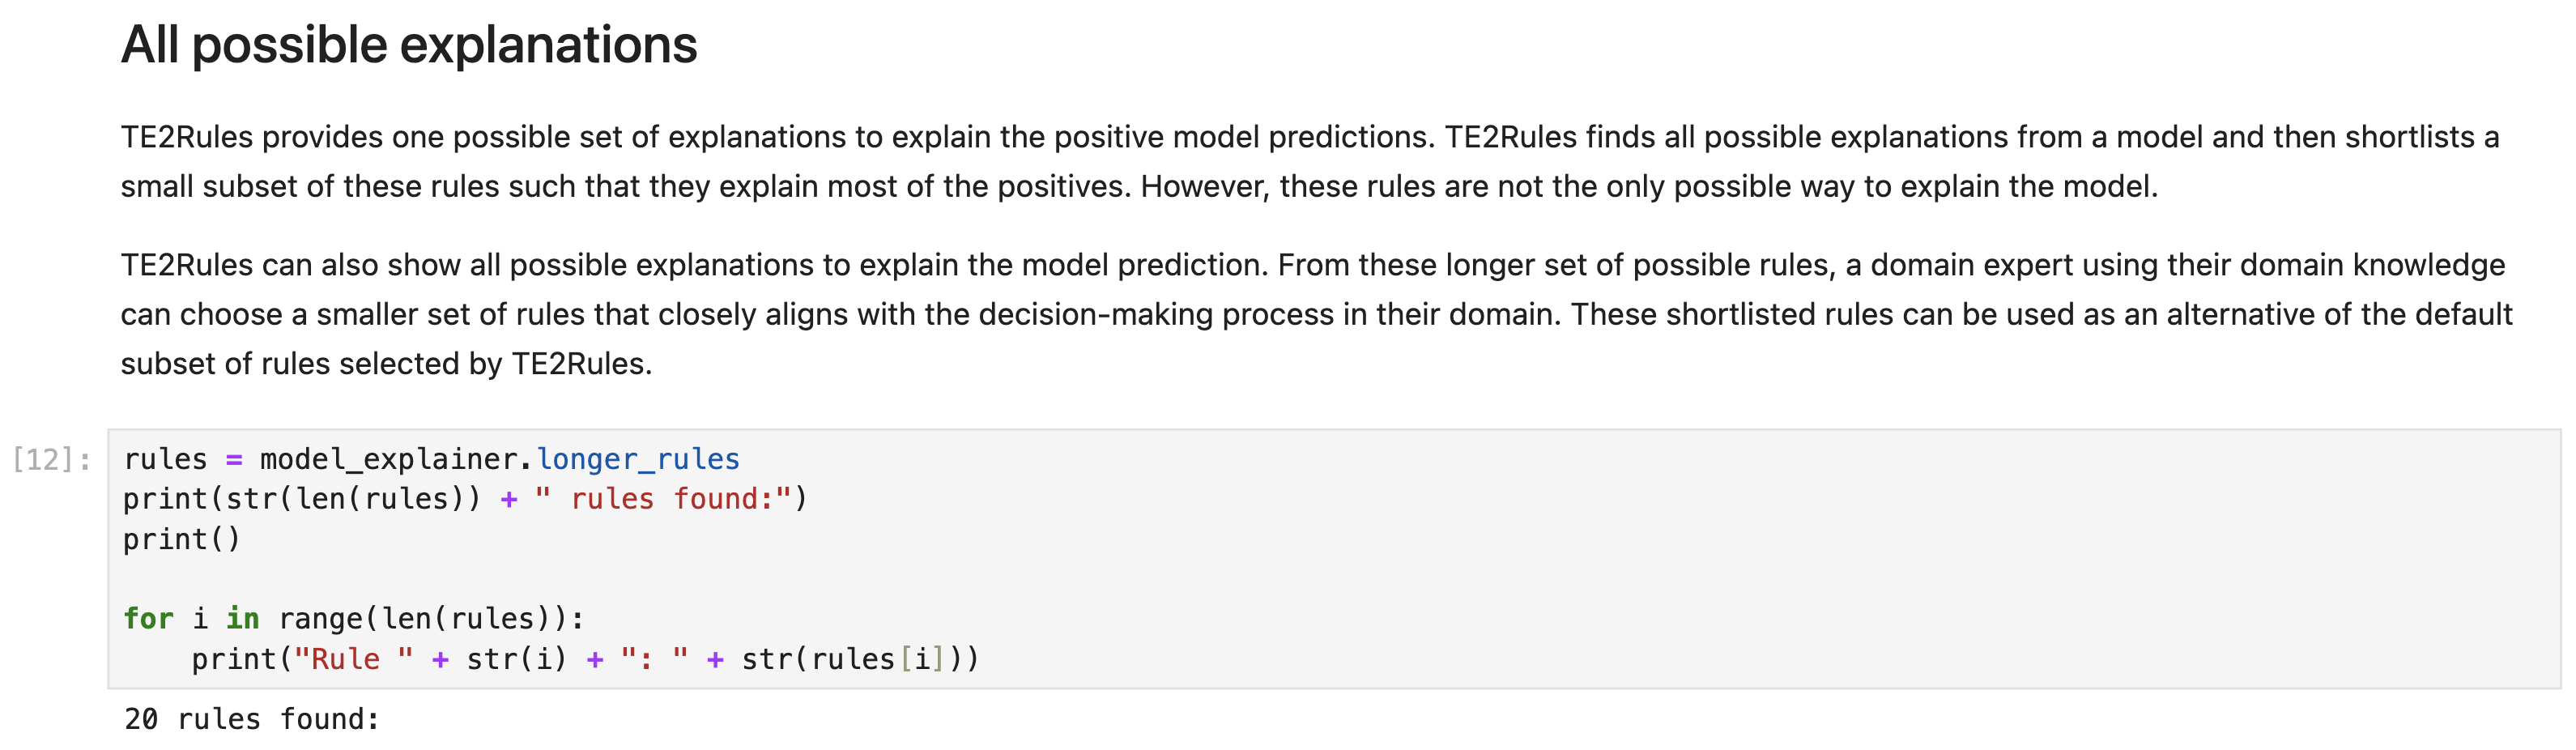 All possible explanations
TE2Rules provides one possible set of explanations to explain the positive model predictions. TE2Rules finds all possible explanations from a model and then shortlists a
small subset of these rules such that they explain most of the positives. However, these rules are not the only possible way to explain the model.
TE2Rules can also show all possible explanations to explain the model prediction. From these longer set of possible rules, a domain expert using their domain knowledge
can choose a smaller set of rules that closely aligns with the decision-making process in their domain. These shortlisted rules can be used as an alternative of the default
subset of rules selected by TE2Rules.
[12]: rules = model_explainer.longer_rules
print(str(len(rules)) + " rules found:")
print()
for i in range(len(rules)):
    print("Rule " + str(i) + ": " + str(rules[i]))
20 rules found: